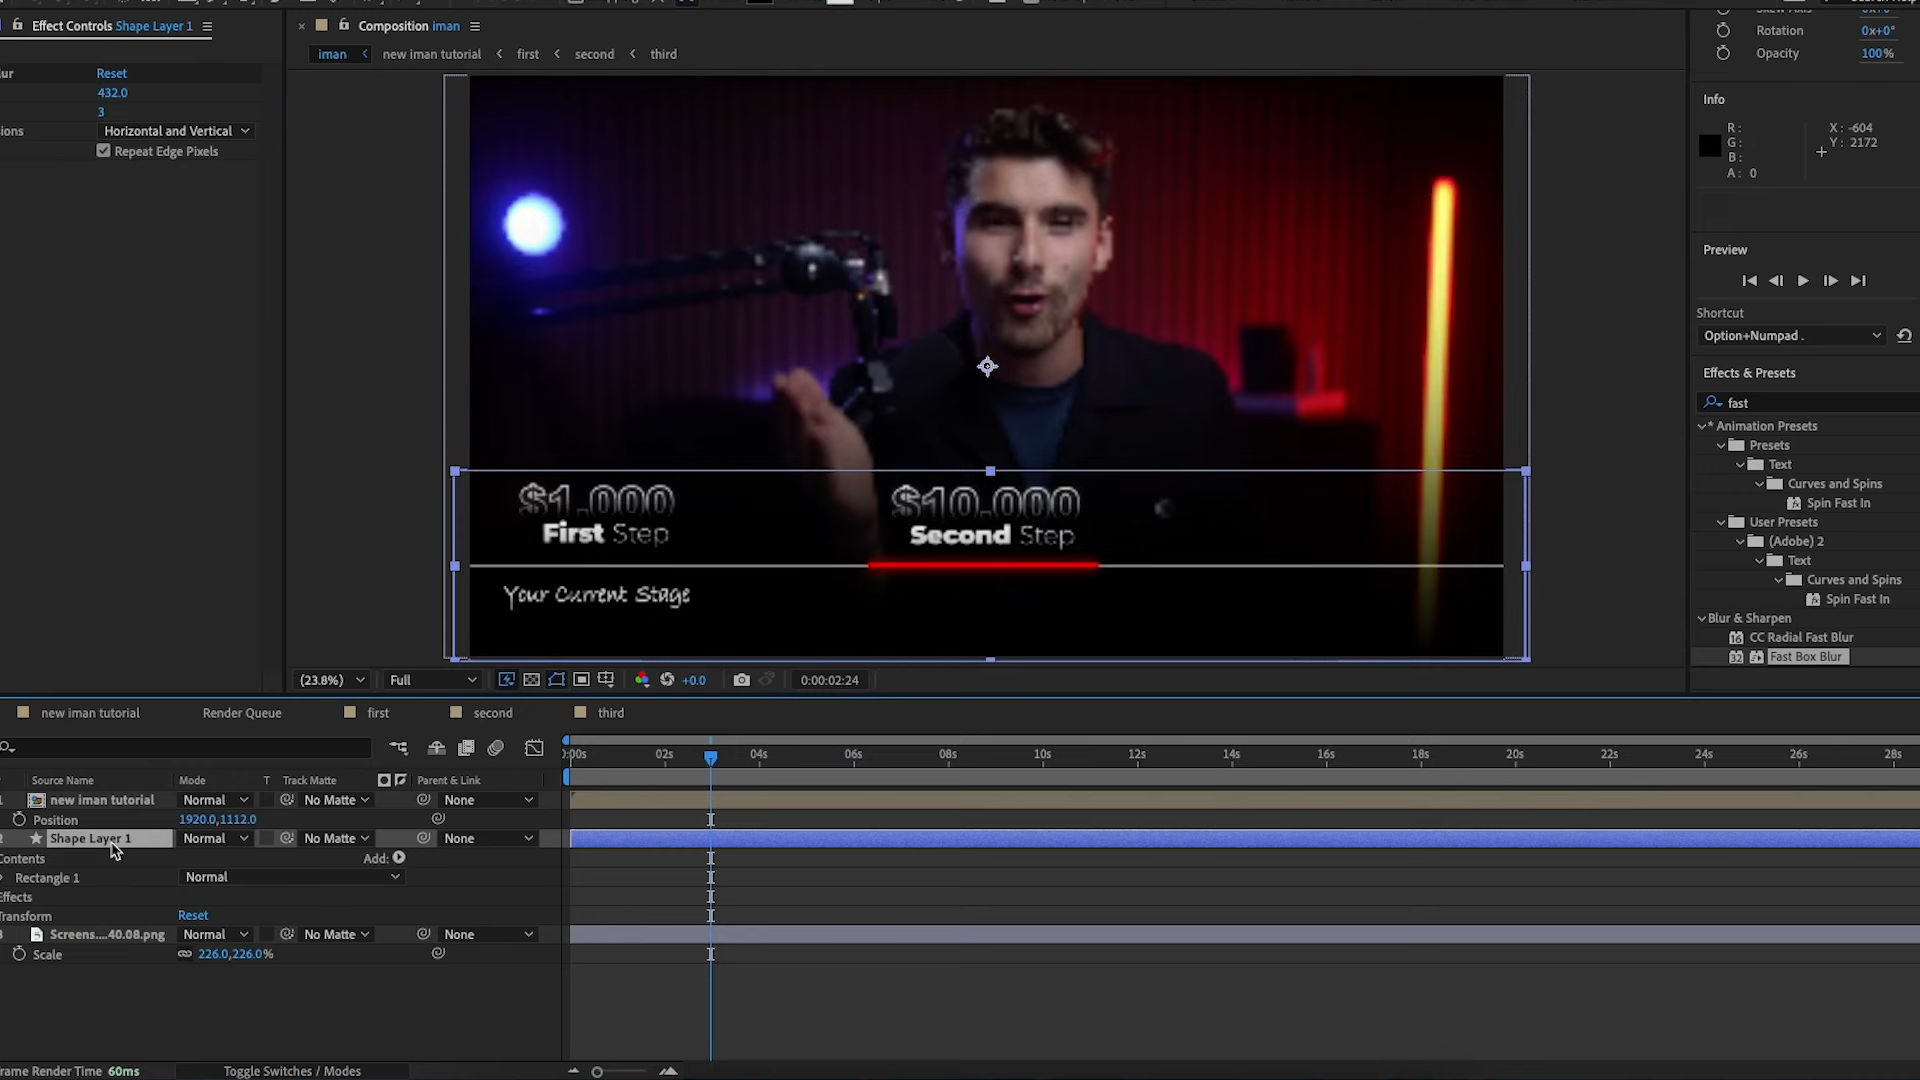 Effect Controls Shape Layer 1
Composition iman
iman
new iman tutorial
first
second
third
Rotation
0x+0°
Opacity
100%
lur
Reset
432.0
3
sions
Horizontal and Vertical
Repeat Edge Pixels
Info
R :
G :
B :
A : 0
X : -604
Y : 2172
Preview
Shortcut
Option+Numpad .
Effects & Presets
fast
* Animation Presets
Presets
Text
Curves and Spins
Spin Fast In
User Presets
(Adobe) 2
Text
Curves and Spins
Spin Fast In
Blur & Sharpen
CC Radial Fast Blur
Fast Box Blur
$1,000
First Step
$10,000
Second Step
Your Current Stage
(23.8%)
Full
+0.0
0:00:02:24
new iman tutorial
Render Queue
first
second
third
:00s
02s
04s
06s
08s
10s
12s
14s
16s
18s
20s
22s
24s
26s
28s
Source Name
Mode
T
Track Matte
Parent & Link
1
new iman tutorial
Normal
No Matte
None
Position
1920.0,1112.0
2
Shape Layer 1
Normal
No Matte
None
Contents
Add:
Rectangle 1
Normal
Effects
Transform
Reset
3
Screens....40.08.png
Normal
No Matte
None
Scale
226.0,226.0%
rame Render Time 60ms
Toggle Switches / Modes